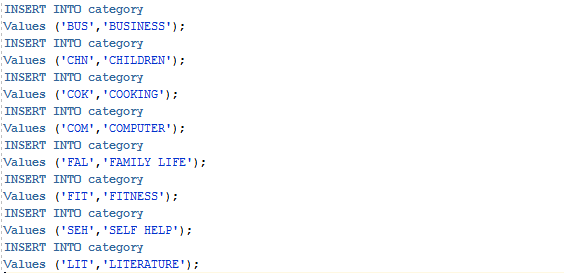 INSERT INTO category
Values ('BUS','BUSINESS');
INSERT INTO category
Values ('CHN','CHILDREN');
INSERT INTO category
Values ('COK','COOKING');
INSERT INTO category
Values ('COM','COMPUTER');
INSERT INTO category
Values ('FAL','FAMILY LIFE');
INSERT INTO category
Values ('FIT','FITNESS');
INSERT INTO category
Values ('SEH','SELF HELP');
INSERT INTO category
Values ('LIT','LITERATURE');